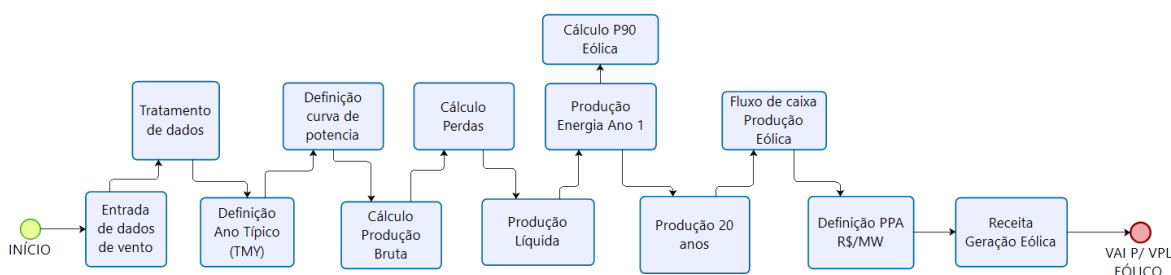 INÍCIO
Entrada
de dados
de vento
Tratamento
de dados
Definição
Ano Típico
(TMY)
Definição
curva de
potencia
Cálculo
Produção
Bruta
Cálculo
Perdas
Produção
Líquida
Produção
Energia Ano 1
Cálculo P90
Eólica
Produção 20
anos
Fluxo de caixa
Produção
Eólica
Definição PPA
R$/MW
Receita
Geração Eólica
VAI P/ VPL
EÓLICO